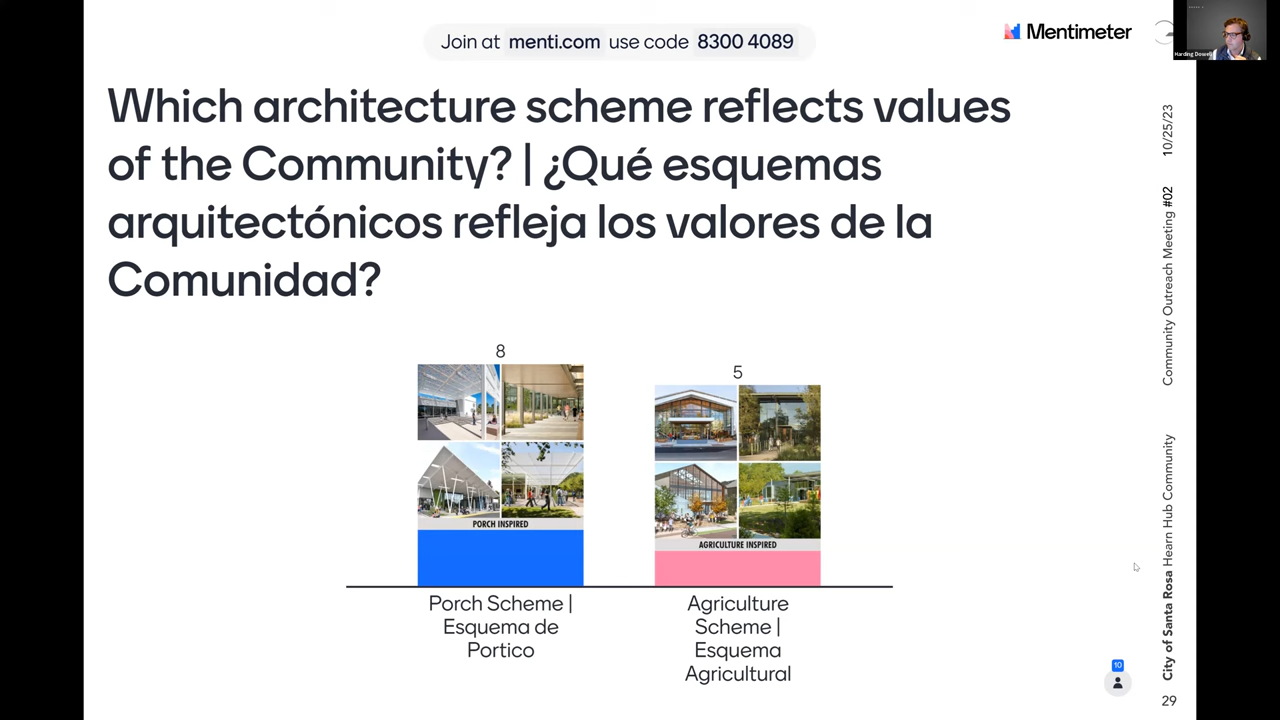 Join at menti.com use code 8300 4089
Mentimeter
Which architecture scheme reflects values
of the Community? | ¿Qué esquemas
arquitectónicos refleja los valores de la
Comunidad?
8
5
PORCH INSPIRED
AGRICULTURE INSPIRED
Porch Scheme |
Esquema de
Portico
Agriculture
Scheme |
Esquema
Agricultural
10
City of Santa Rosa Hearn Hub Community
Community Outreach Meeting #02
10/25/23
29